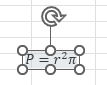 P = r²π